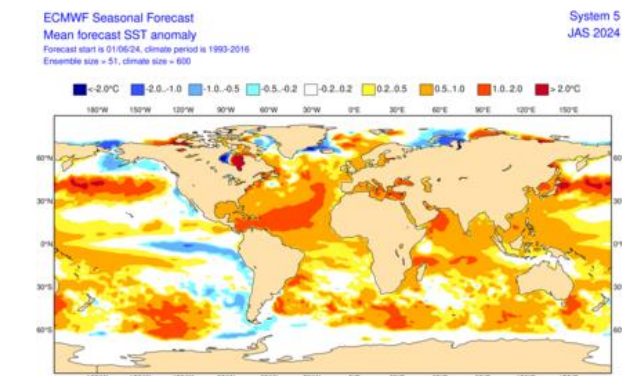 ECMWF Seasonal Forecast
System 5
Mean forecast SST anomaly
JAS 2024
Forecast start is 01/06/24, climate period is 1993-2016
Ensemble size = 51, climate size = 600
<-2.0°C -2.0..-1.0 -1.0..-0.5 -0.5..-0.2 -0.2..0.2 0.2..0.5 0.5..1.0 1.0..2.0 > 2.0°C
180°W 150°W 120°W 90°W 60°W 30°W 0°E 30°E 60°E 90°E 120°E 150°E
60°N 60°N
30°N 30°N
0°N 0°N
30°S 30°S
60°S 60°S